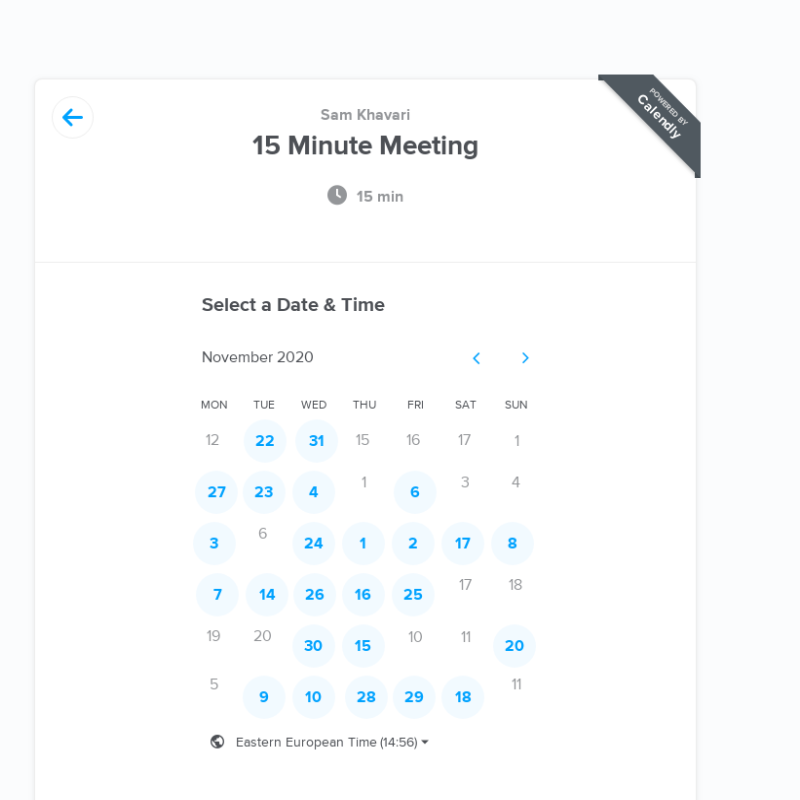 POWERED BY
Calendly
Sam Khavari
15 Minute Meeting
15 min
Select a Date & Time
November 2020
MON TUE WED THU FRI SAT SUN
12 22 31 15 16 17 1
27 23 4 1 6 3 4
3 6 24 1 2 17 8
7 14 26 16 25 17 18
19 20 30 15 10 11 20
5 9 10 28 29 18 11
Eastern European Time (14:56)